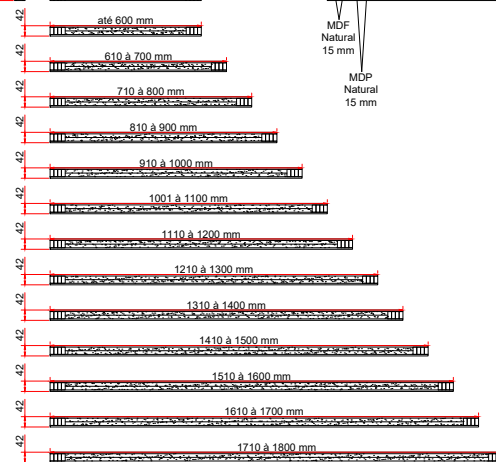 42
até 600 mm
MDF
Natural
15 mm
42
610 à 700 mm
MDP
Natural
15 mm
42
710 à 800 mm
42
810 à 900 mm
42
910 à 1000 mm
42
1001 à 1100 mm
42
1110 à 1200 mm
42
1210 à 1300 mm
42
1310 à 1400 mm
42
1410 à 1500 mm
42
1510 à 1600 mm
42
1610 à 1700 mm
42
1710 à 1800 mm